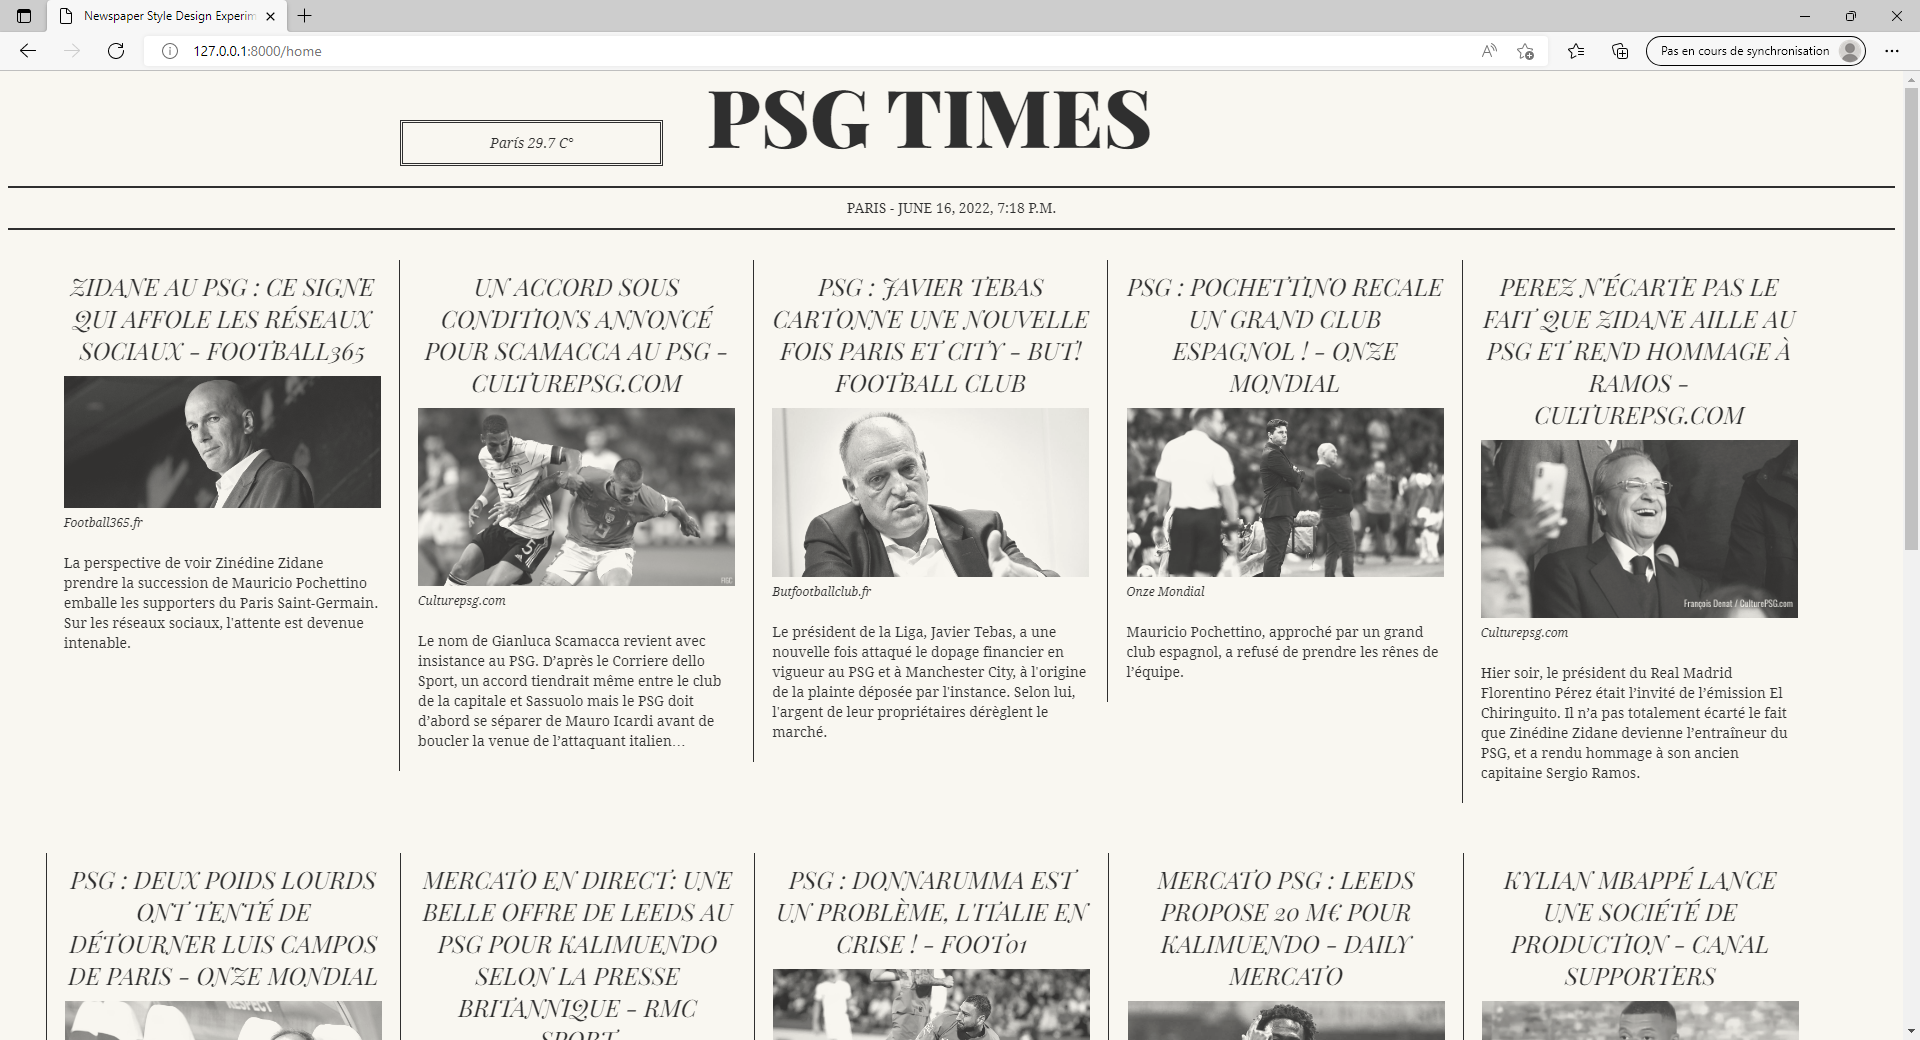 Newspaper Style Design Experim
127.0.0.1:8000/home
Pas en cours de synchronisation
PSG TIMES
París 29.7 C°
PARIS - JUNE 16, 2022, 7:18 P.M.
ZIDANE AU PSG : CE SIGNE
QUI AFFOLE LES RÉSEAUX
SOCIAUX - FOOTBALL365
Football365.fr
La perspective de voir Zinédine Zidane
prendre la succession de Mauricio Pochettino
emballe les supporters du Paris Saint-Germain.
Sur les réseaux sociaux, l'attente est devenue
intenable.
UN ACCORD SOUS
CONDITIONS ANNONCÉ
POUR SCAMACCA AU PSG -
CULTUREPSG.COM
5
5
FIGC
Culturepsg.com
Le nom de Gianluca Scamacca revient avec
insistance au PSG. D’après le Corriere dello
Sport, un accord tiendrait même entre le club
de la capitale et Sassuolo mais le PSG doit
d’abord se séparer de Mauro Icardi avant de
boucler la venue de l’attaquant italien…
PSG : JAVIER TEBAS
CARTONNE UNE NOUVELLE
FOIS PARIS ET CITY - BUT!
FOOTBALL CLUB
Butfootballclub.fr
Le président de la Liga, Javier Tebas, a une
nouvelle fois attaqué le dopage financier en
vigueur au PSG et à Manchester City, à l'origine
de la plainte déposée par l'instance. Selon lui,
l'argent de leur propriétaires dérèglent le
marché.
PSG : POCHETTINO RECALE
UN GRAND CLUB
ESPAGNOL ! - ONZE
MONDIAL
Onze Mondial
Mauricio Pochettino, approché par un grand
club espagnol, a refusé de prendre les rênes de
l’équipe.
PEREZ N'ÉCARTE PAS LE
FAIT QUE ZIDANE AILLE AU
PSG ET REND HOMMAGE À
RAMOS -
CULTUREPSG.COM
François Denat / CulturePSG.com
Culturepsg.com
Hier soir, le président du Real Madrid
Florentino Pérez était l’invité de l’émission El
Chiringuito. Il n’a pas totalement écarté le fait
que Zinédine Zidane devienne l’entraîneur du
PSG, et a rendu hommage à son ancien
capitaine Sergio Ramos.
PSG : DEUX POIDS LOURDS
ONT TENTÉ DE
DÉTOURNER LUIS CAMPOS
DE PARIS - ONZE MONDIAL
RESPECT
MERCATO EN DIRECT: UNE
BELLE OFFRE DE LEEDS AU
PSG POUR KALIMUENDO
SELON LA PRESSE
BRITANNIQUE - RMC
SPORT
PSG : DONNARUMMA EST
UN PROBLÈME, L'ITALIE EN
CRISE ! - FOOT01
MERCATO PSG : LEEDS
PROPOSE 20 M€ POUR
KALIMUENDO - DAILY
MERCATO
KYLIAN MBAPPÉ LANCE
UNE SOCIÉTÉ DE
PRODUCTION - CANAL
SUPPORTERS